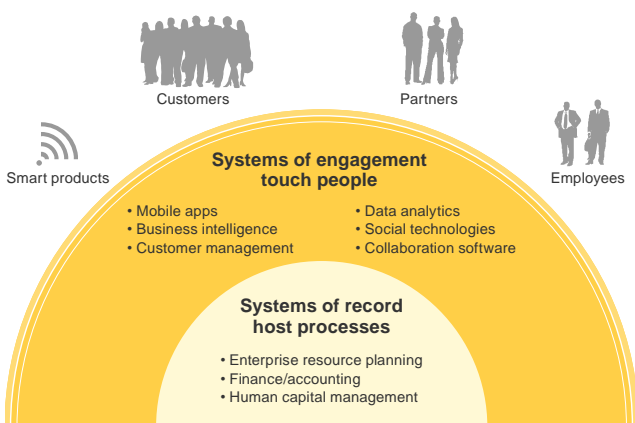 Customers
Partners
Smart products
Employees
Systems of engagement
touch people
• Mobile apps
• Business intelligence
• Customer management
• Data analytics
• Social technologies
• Collaboration software
Systems of record
host processes
• Enterprise resource planning
• Finance/accounting
• Human capital management